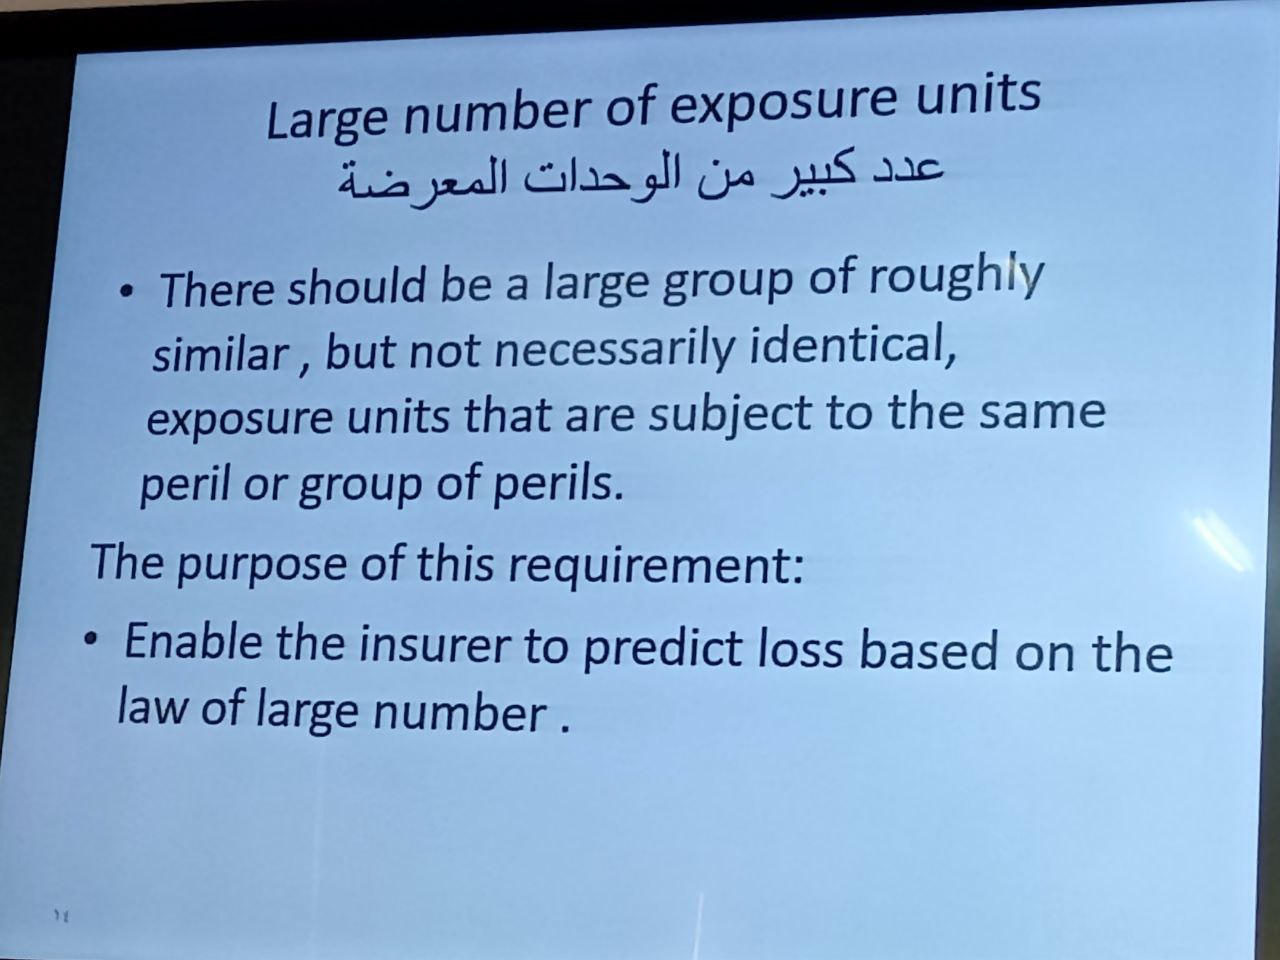 Large number of exposure units
عدد كبير من الوحدات المعرضة
• There should be a large group of roughly
similar , but not necessarily identical,
exposure units that are subject to the same
peril or group of perils.
The purpose of this requirement:
• Enable the insurer to predict loss based on the
law of large number .
١٤